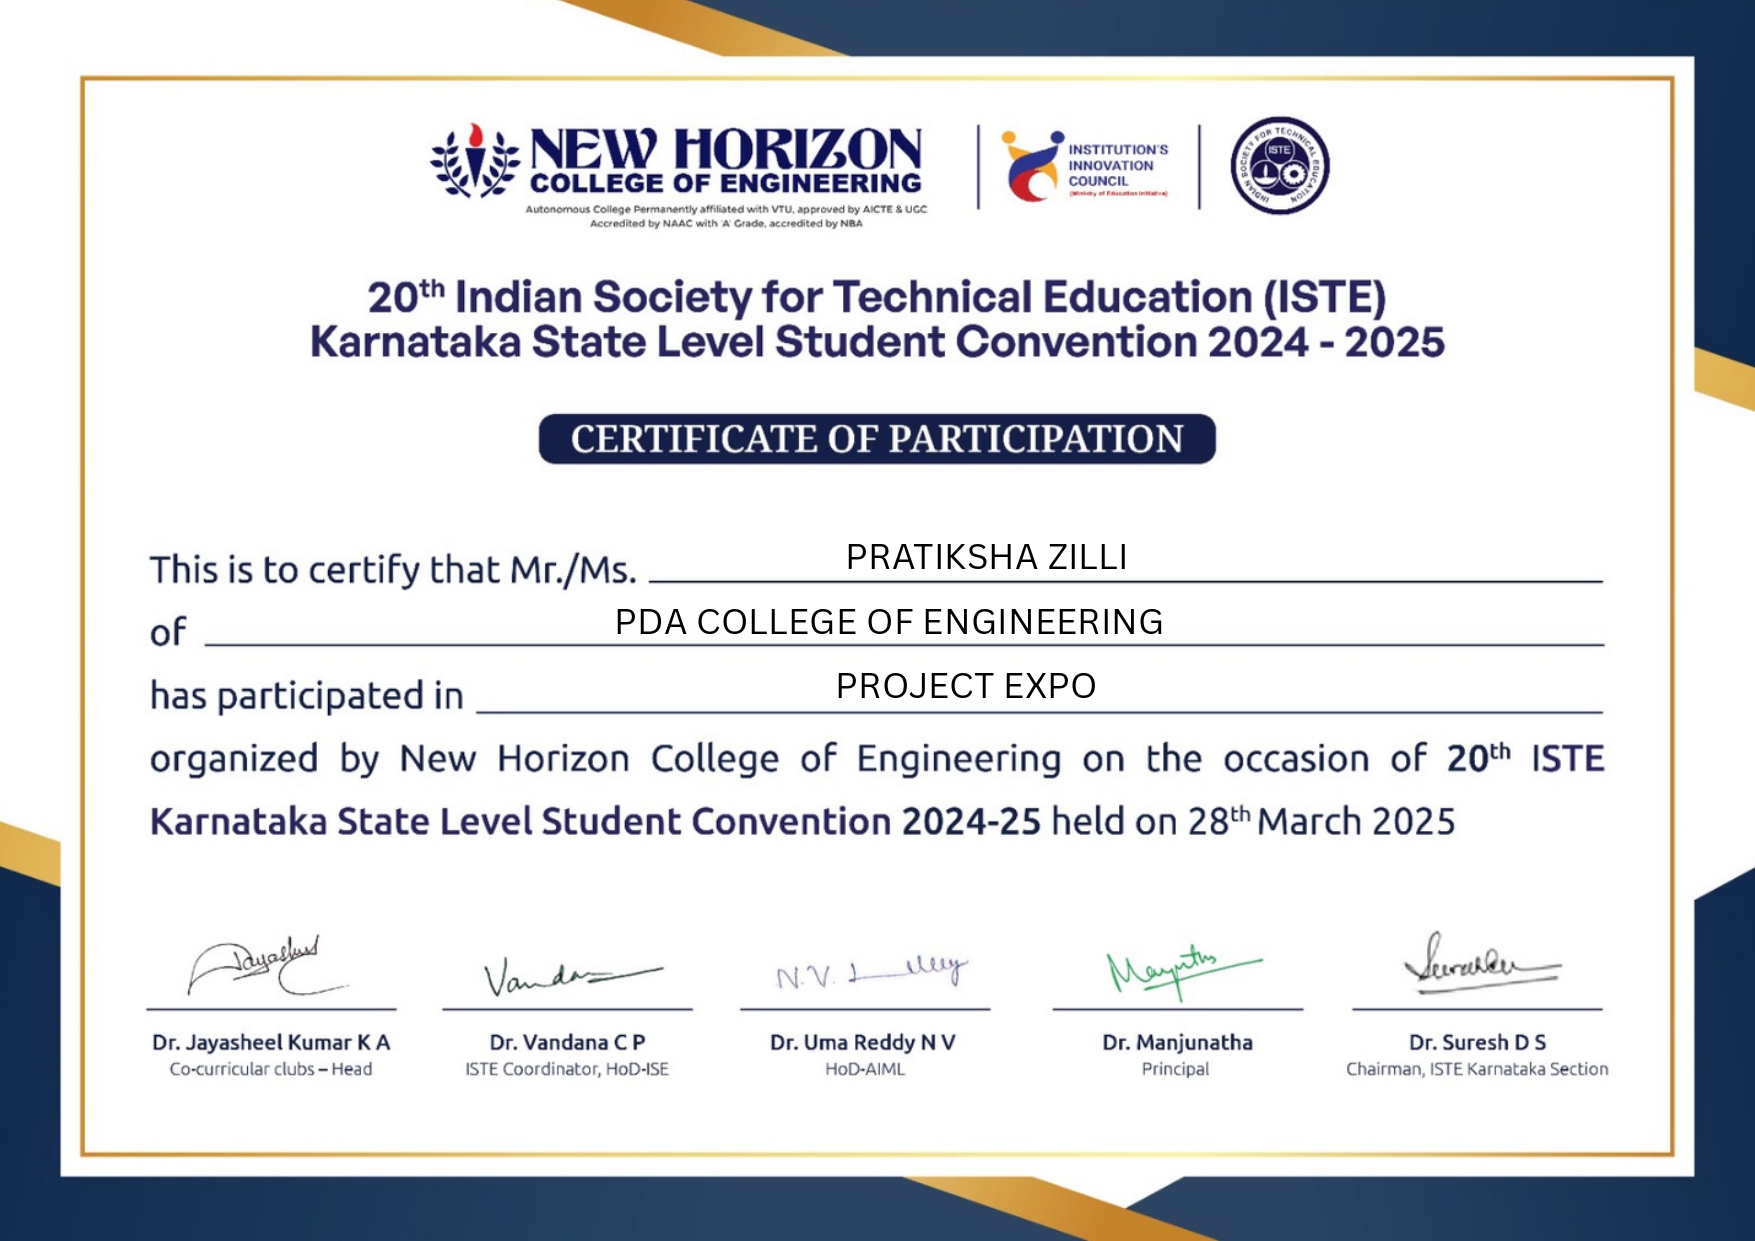 NEW HORIZON
COLLEGE OF ENGINEERING
Autonomous College Permanently affiliated with VTU, approved by AICTE & UGC
Accredited by NAAC with 'A' Grade, accredited by NBA
INSTITUTION'S
INNOVATION
COUNCIL
(Ministry of Education Initiative)
INDIAN SOCIETY FOR TECHNICAL EDUCATION
ISTE
20th Indian Society for Technical Education (ISTE)
Karnataka State Level Student Convention 2024 - 2025
CERTIFICATE OF PARTICIPATION
This is to certify that Mr./Ms. PRATIKSHA ZILLI
of PDA COLLEGE OF ENGINEERING
has participated in PROJECT EXPO
organized by New Horizon College of Engineering on the occasion of 20th ISTE
Karnataka State Level Student Convention 2024-25 held on 28th March 2025
Dr. Jayasheel Kumar K A
Co-curricular clubs – Head
Dr. Vandana C P
ISTE Coordinator, HoD-ISE
Dr. Uma Reddy N V
HoD-AIML
Dr. Manjunatha
Principal
Dr. Suresh D S
Chairman, ISTE Karnataka Section